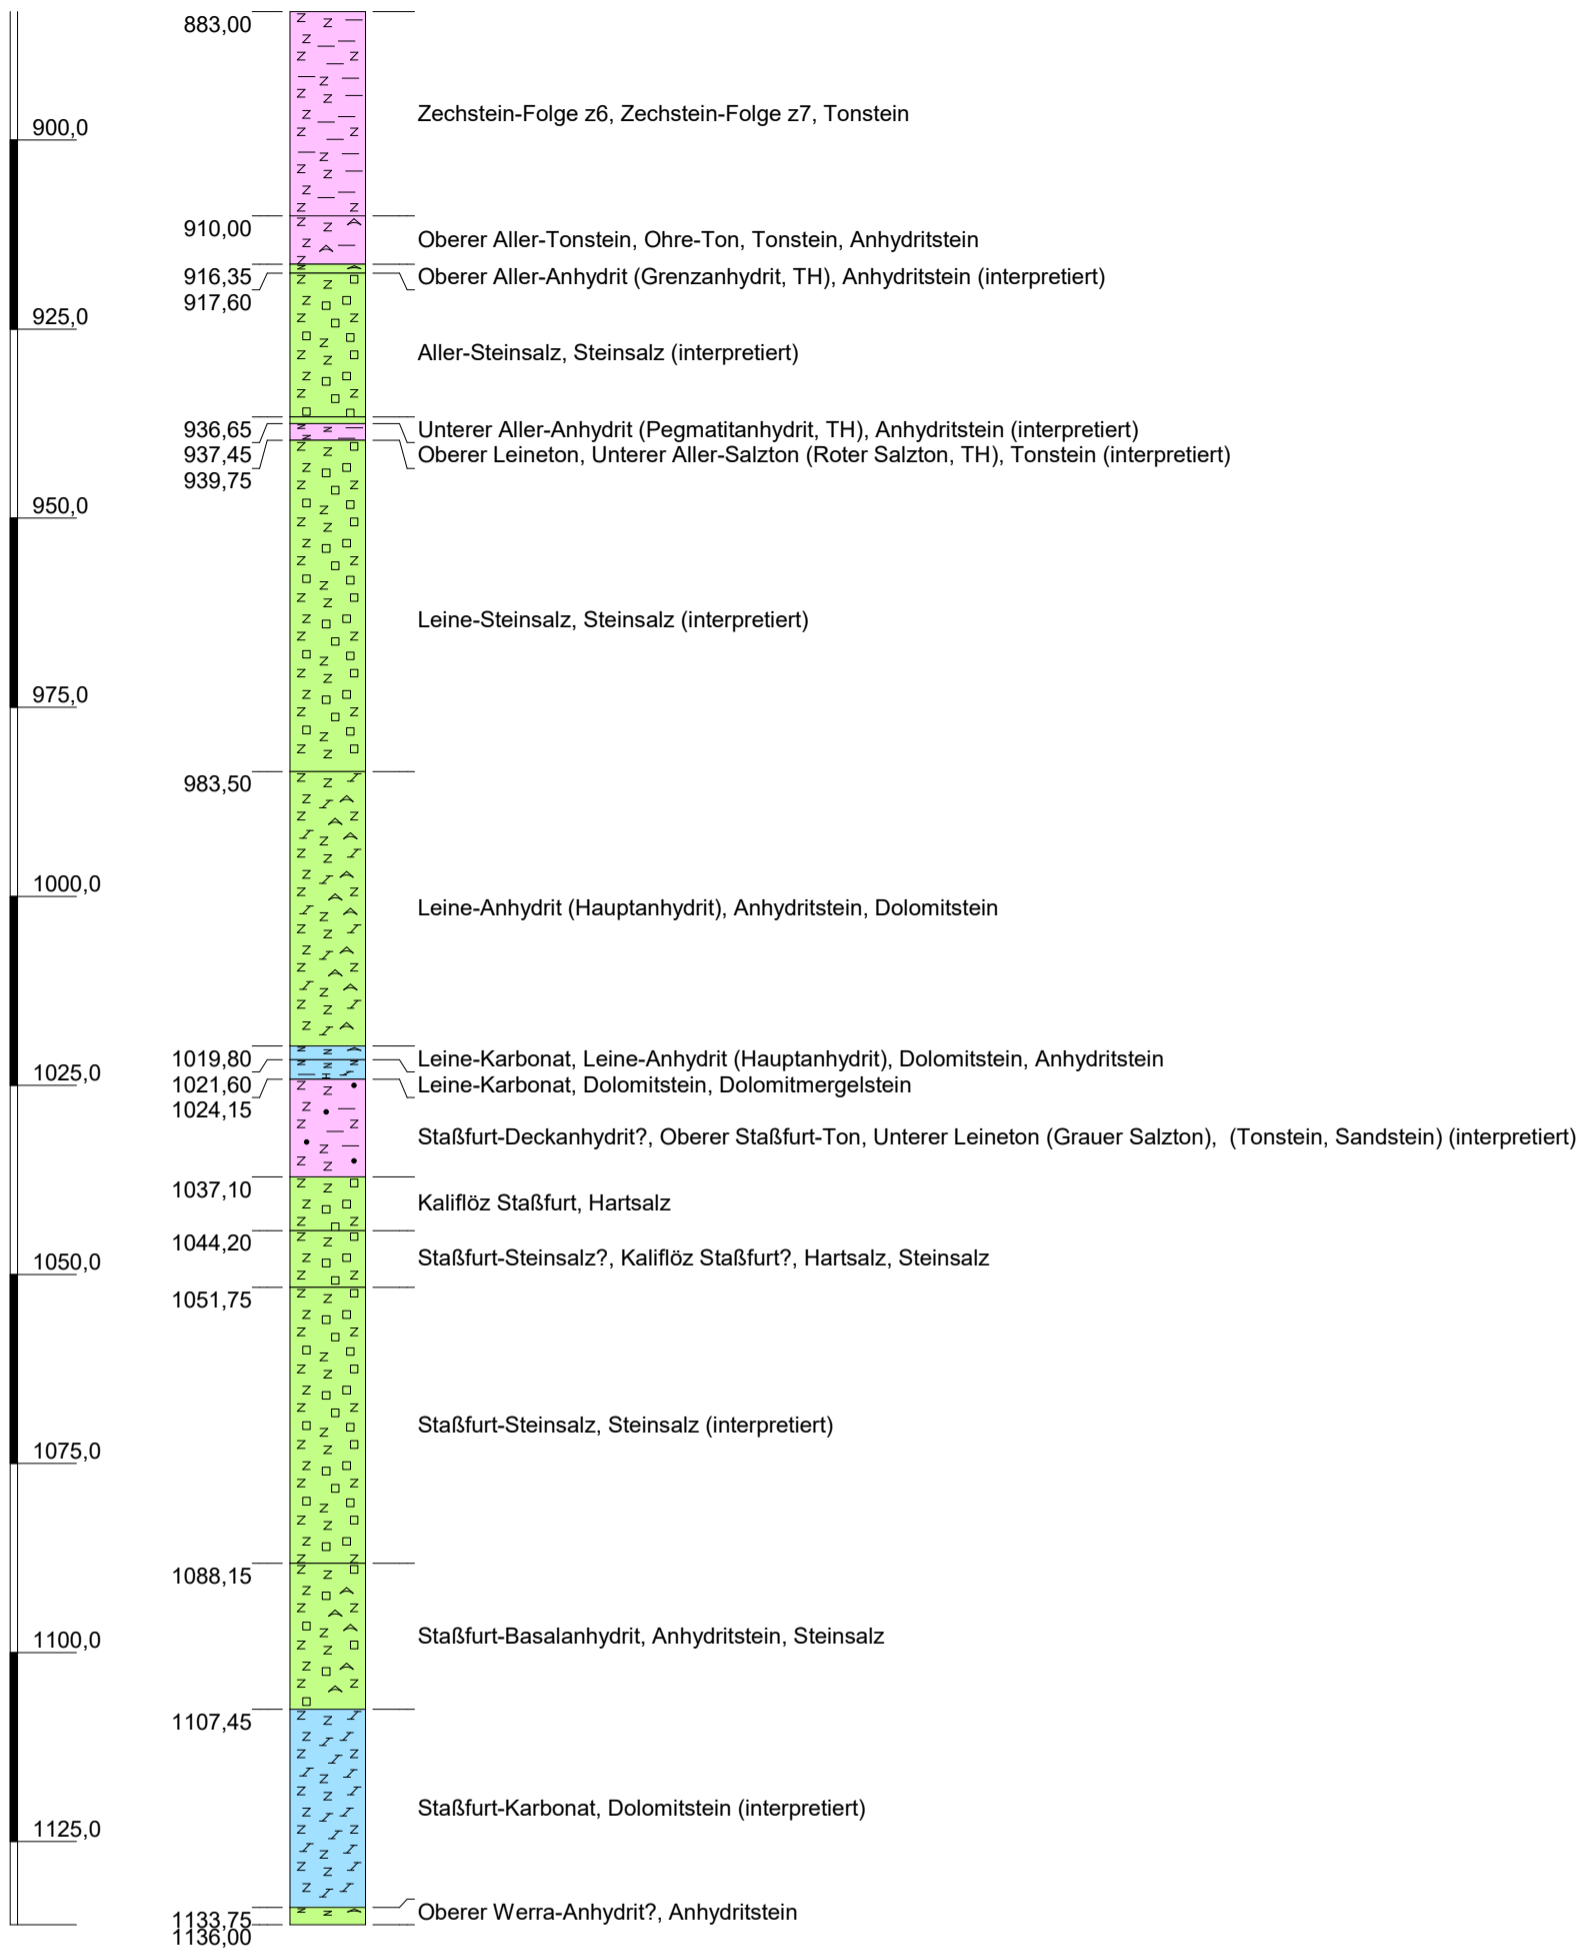 883,00
Zechstein-Folge z6, Zechstein-Folge z7, Tonstein
900,0
910,00
Oberer Aller-Tonstein, Ohre-Ton, Tonstein, Anhydritstein
916,35
Oberer Aller-Anhydrit (Grenzanhydrit, TH), Anhydritstein (interpretiert)
917,60
925,0
Aller-Steinsalz, Steinsalz (interpretiert)
936,65
Unterer Aller-Anhydrit (Pegmatitanhydrit, TH), Anhydritstein (interpretiert)
937,45
Oberer Leineton, Unterer Aller-Salzton (Roter Salzton, TH), Tonstein (interpretiert)
939,75
950,0
Leine-Steinsalz, Steinsalz (interpretiert)
975,0
983,50
1000,0
Leine-Anhydrit (Hauptanhydrit), Anhydritstein, Dolomitstein
1019,80
Leine-Karbonat, Leine-Anhydrit (Hauptanhydrit), Dolomitstein, Anhydritstein
1025,0
1021,60
Leine-Karbonat, Dolomitstein, Dolomitmergelstein
1024,15
Staßfurt-Deckanhydrit?, Oberer Staßfurt-Ton, Unterer Leineton (Grauer Salzton),  (Tonstein, Sandstein) (interpretiert)
1037,10
Kaliflöz Staßfurt, Hartsalz
1044,20
Staßfurt-Steinsalz?, Kaliflöz Staßfurt?, Hartsalz, Steinsalz
1050,0
1051,75
Staßfurt-Steinsalz, Steinsalz (interpretiert)
1075,0
1088,15
Staßfurt-Basalanhydrit, Anhydritstein, Steinsalz
1100,0
1107,45
Staßfurt-Karbonat, Dolomitstein (interpretiert)
1125,0
Oberer Werra-Anhydrit?, Anhydritstein
1133,75
1136,00